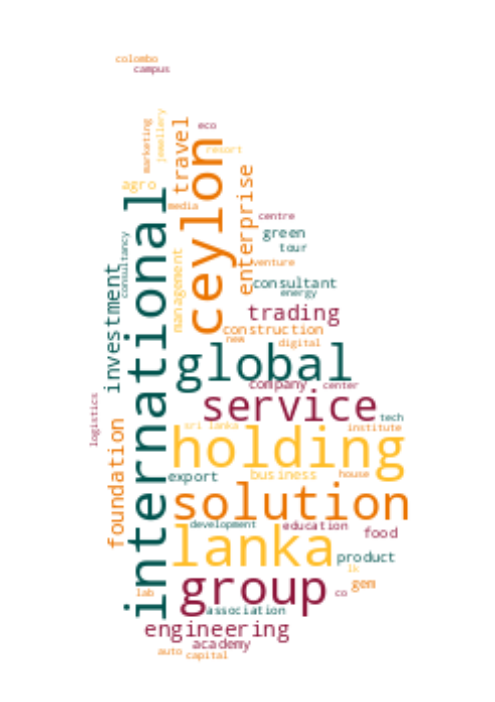 colombo
campus
marketing
jewellery
travel
eco
resort
ceylon
agro
enterprise
international
media
centre
green
tour
consultancy
management
venture
consultant
energy
investment
trading
construction
new
digital
global
company
center
logistics
service
tech
foundation
sri lanka
institute
holding
export
business
house
solution
development
education
lanka
food
product
lk
group
gem
lab
co
association
engineering
academy
auto
capital